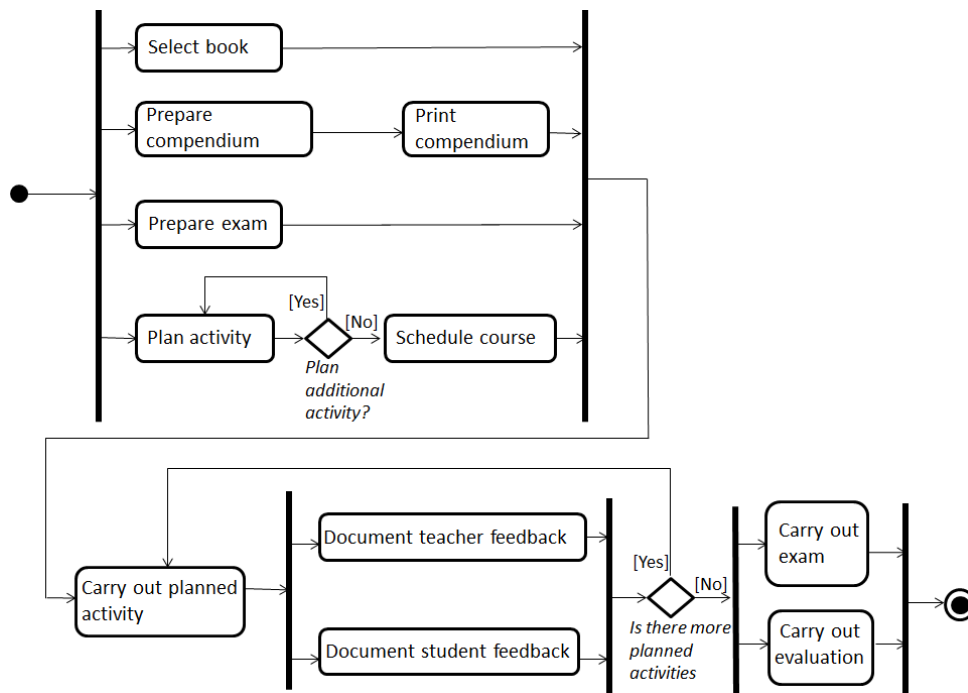 Select book
Prepare
compendium
Print
compendium
Prepare exam
[Yes]
[No]
Plan activity
Schedule course
Plan
additional
activity?
Document teacher feedback
Carry out
exam
[Yes]
[No]
Carry out planned
activity
Is there more
planned
activities
Document student feedback
Carry out
evaluation